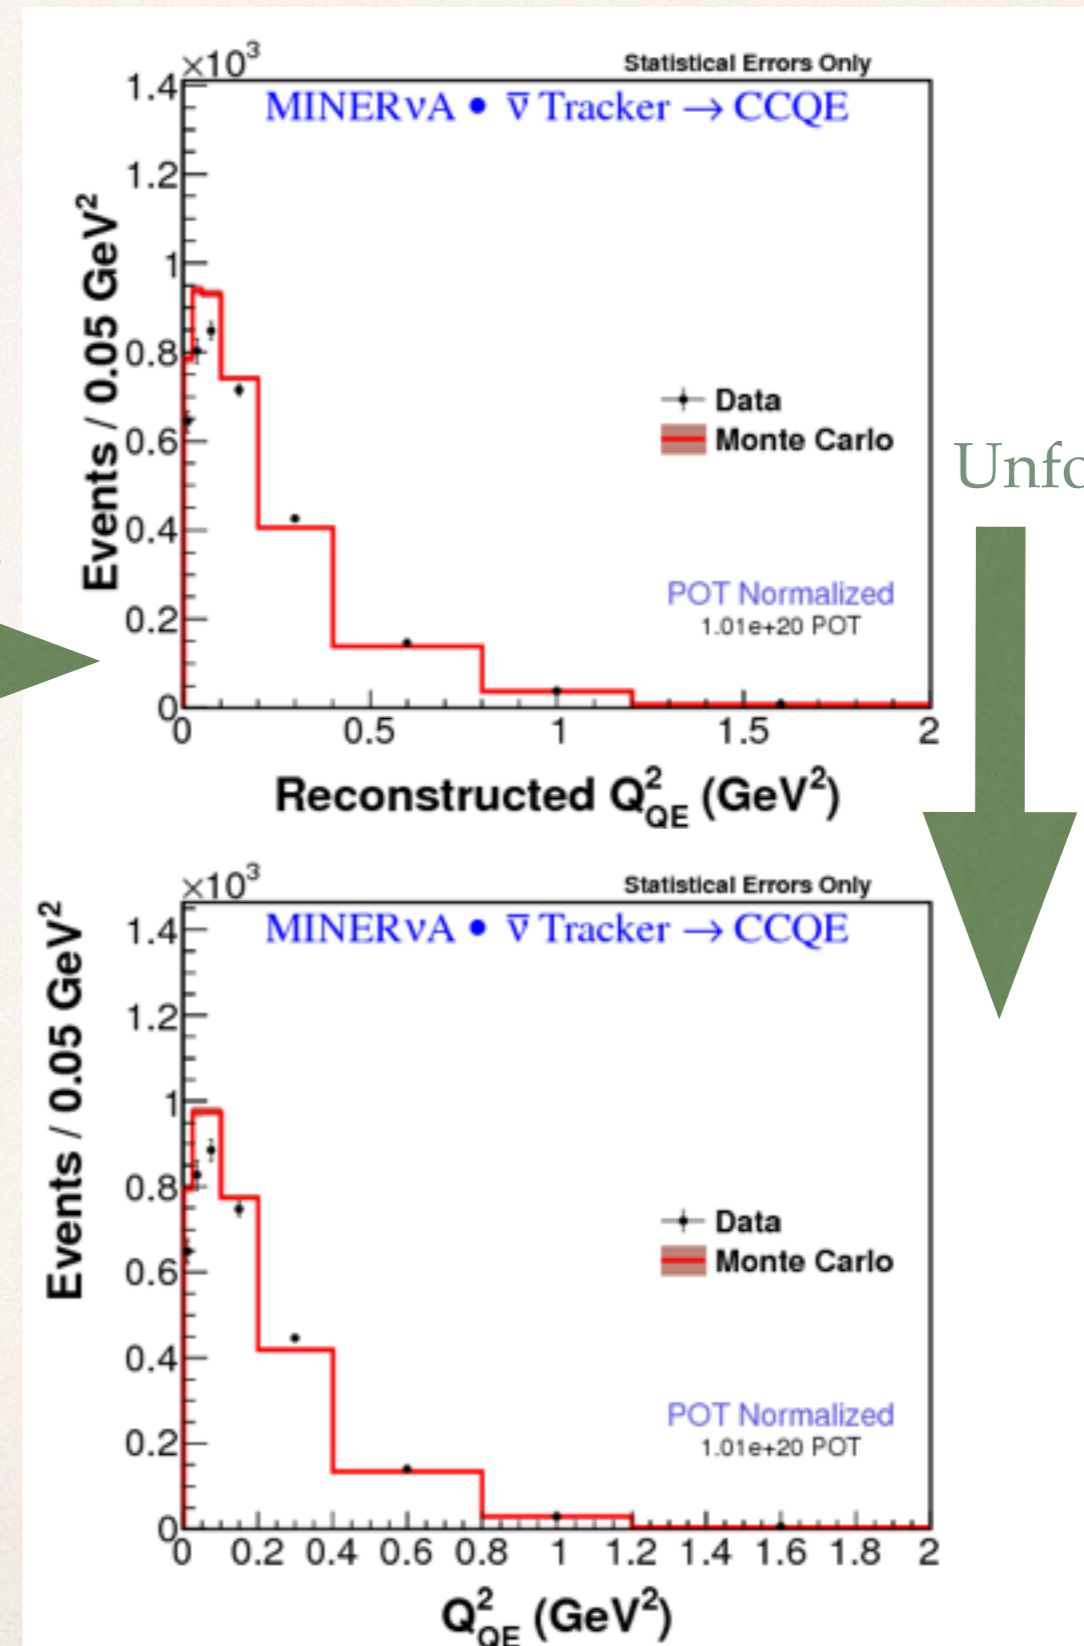 ×10³
Statistical Errors Only
MINERνA • ν̄ Tracker → CCQE
1.4
1.2
1
0.8
0.6
0.4
0.2
0
Events / 0.05 GeV²
Data
Monte Carlo
POT Normalized
1.01e+20 POT
0 0.5 1 1.5 2
Reconstructed Q²QE (GeV²)
×10³
Statistical Errors Only
MINERνA • ν̄ Tracker → CCQE
1.4
1.2
1
0.8
0.6
0.4
0.2
0
Events / 0.05 GeV²
Data
Monte Carlo
POT Normalized
1.01e+20 POT
0 0.2 0.4 0.6 0.8 1 1.2 1.4 1.6 1.8 2
Q²QE (GeV²)